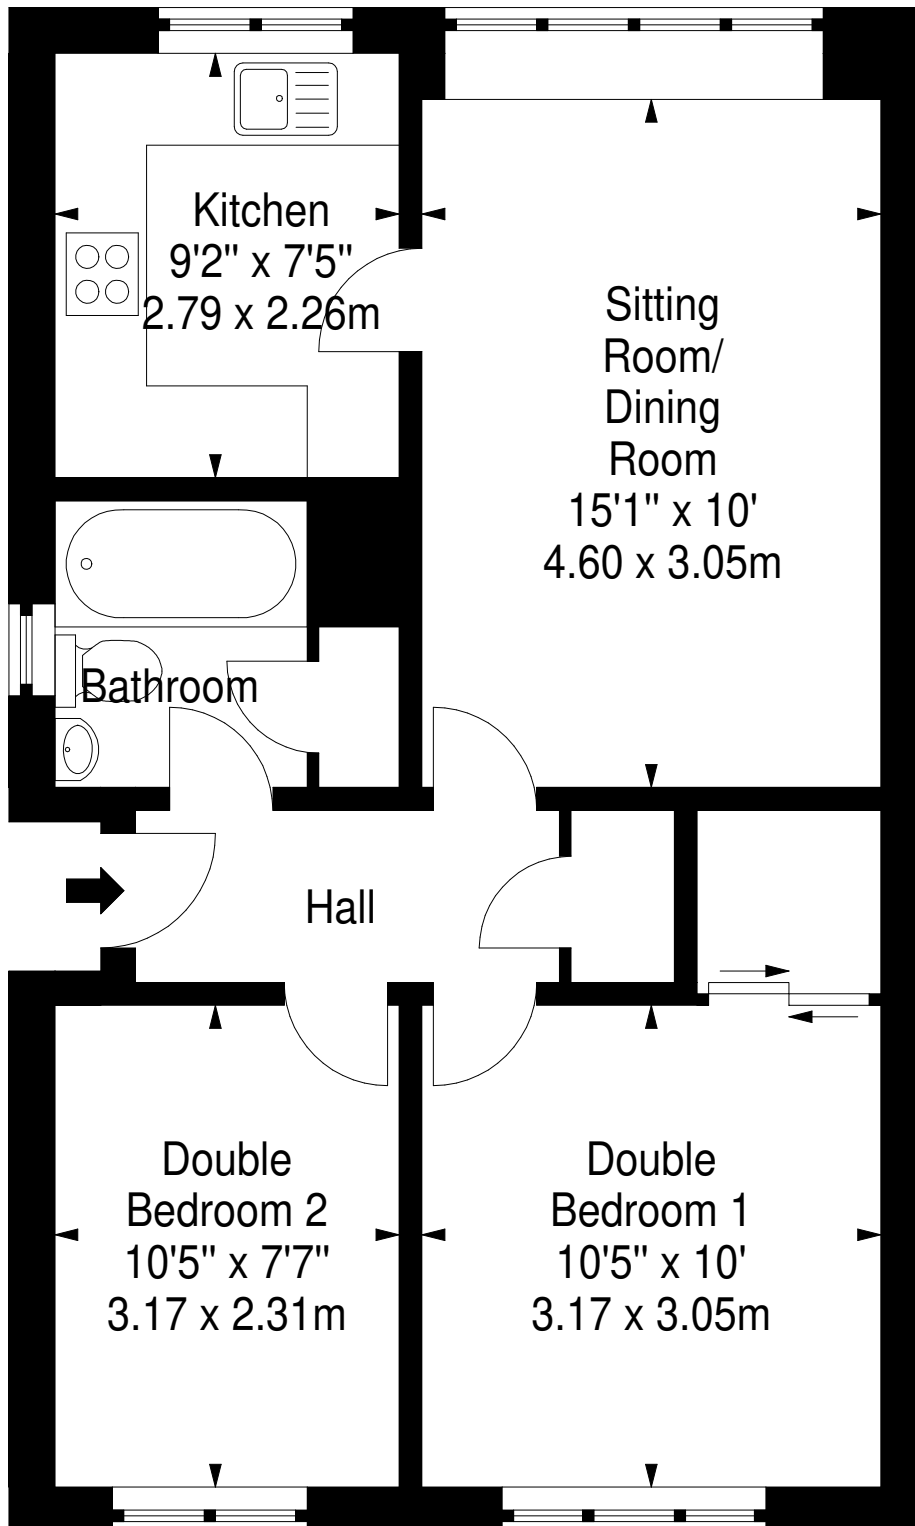 Kitchen
9'2" x 7'5"
2.79 x 2.26m
Sitting
Room/
Dining
Room
15'1" x 10'
4.60 x 3.05m
Bathroom
Hall
Double
Bedroom 2
10'5" x 7'7"
3.17 x 2.31m
Double
Bedroom 1
10'5" x 10'
3.17 x 3.05m